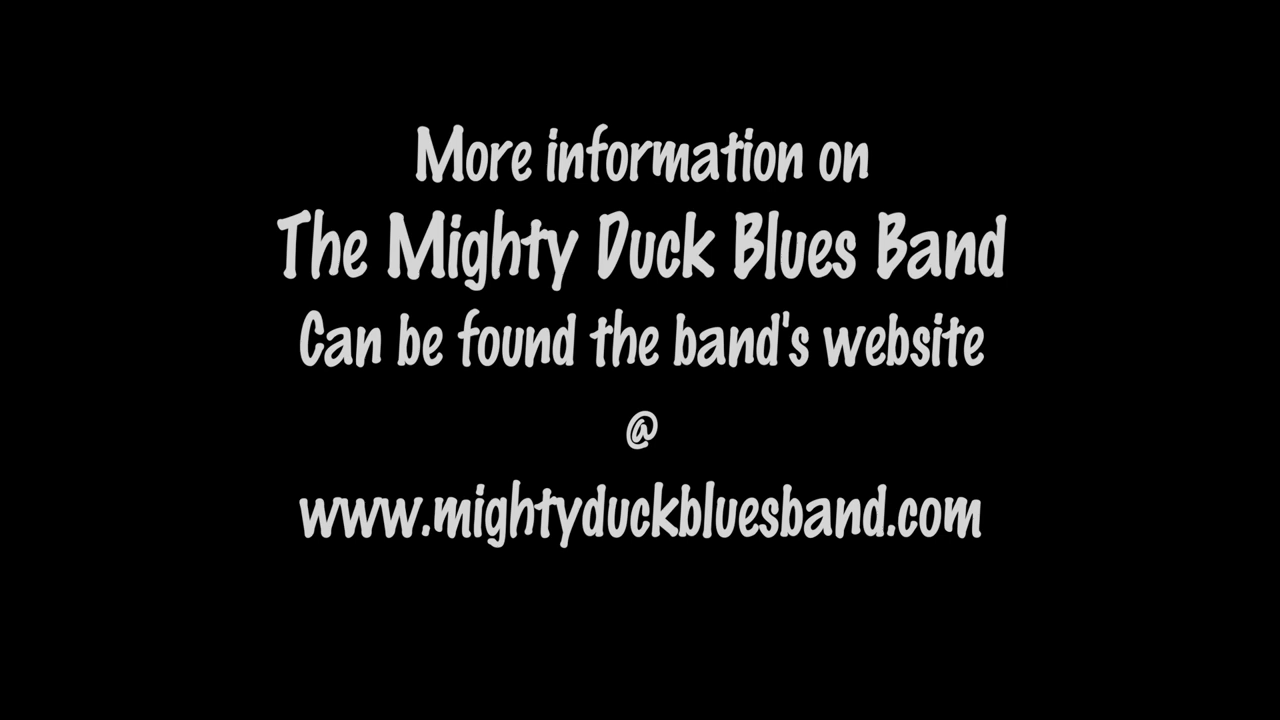 More information on
The Mighty Duck Blues Band
Can be found the band's website
@
www.mightyduckbluesband.com